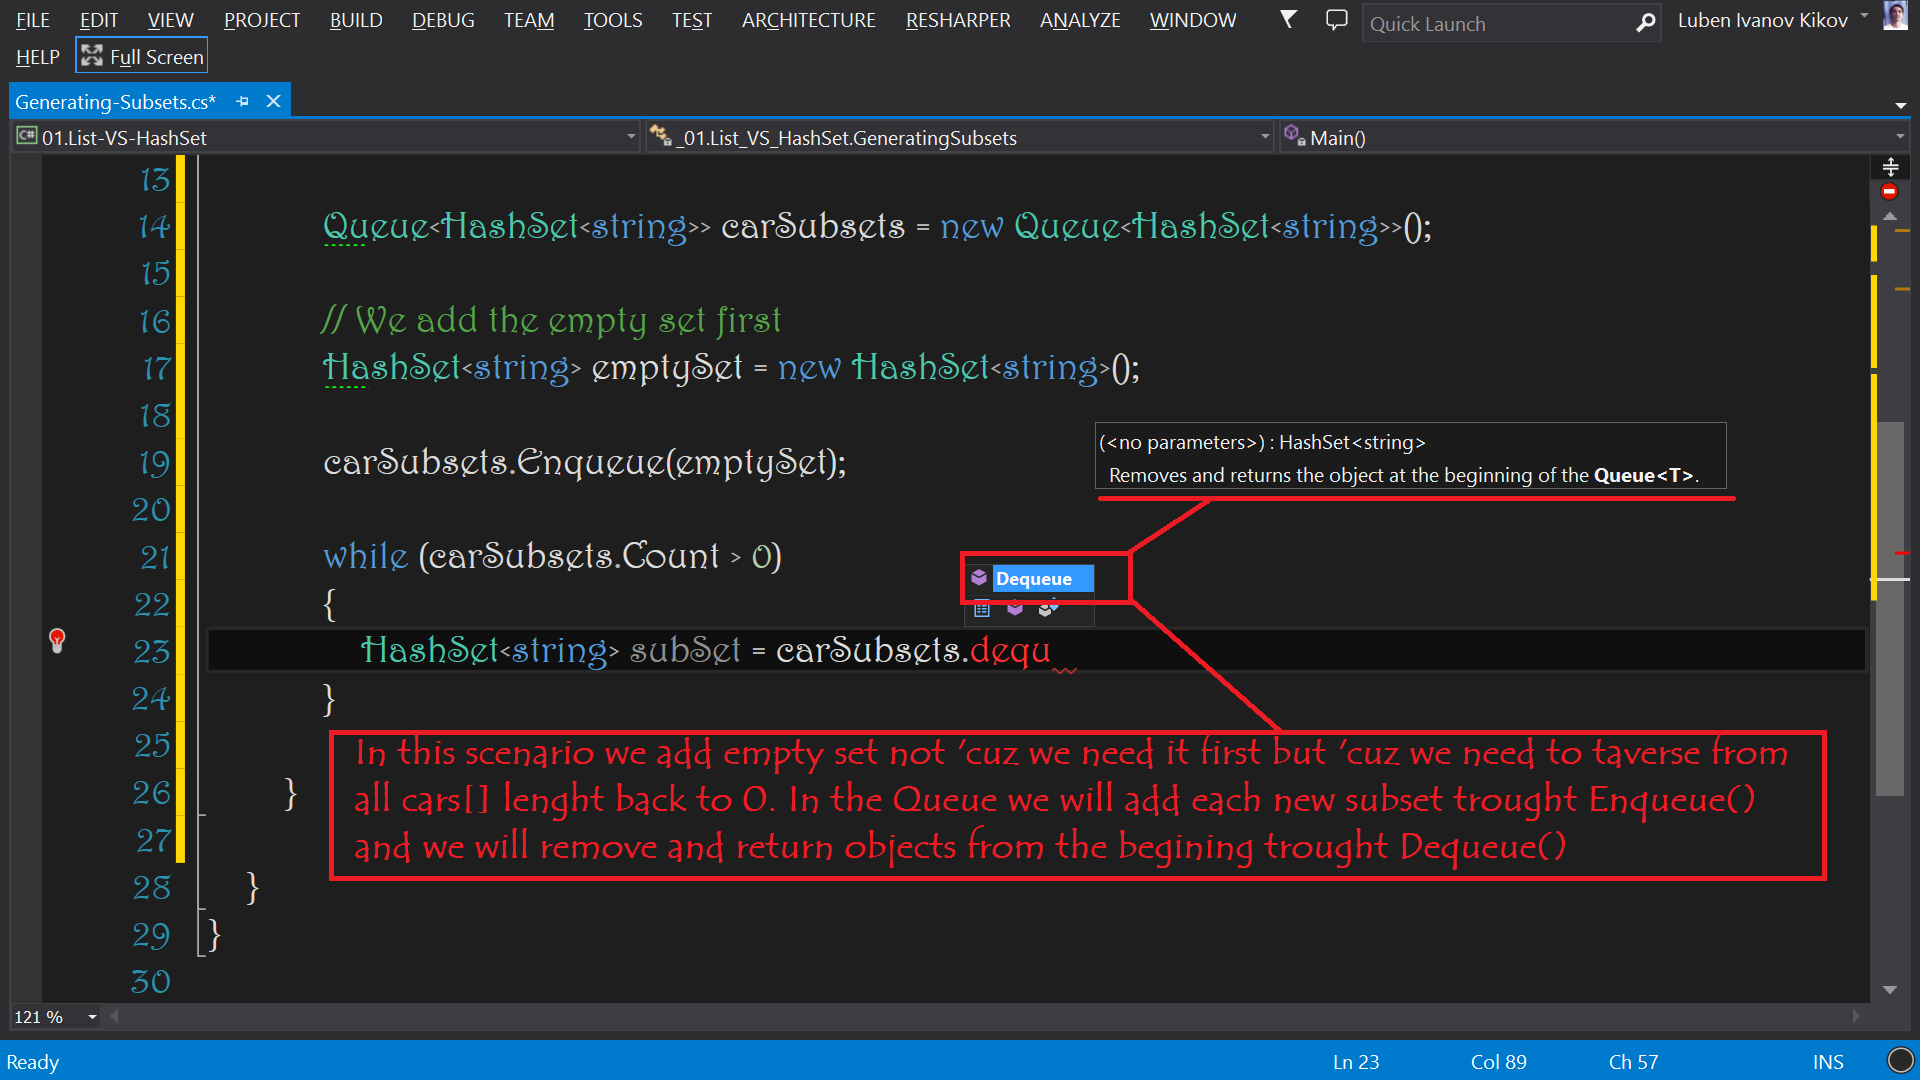 FILE EDIT VIEW PROJECT BUILD DEBUG TEAM TOOLS TEST ARCHITECTURE RESHARPER ANALYZE WINDOW Quick Launch Luben Ivanov Kikov
HELP Full Screen
Generating-Subsets.cs*
C# 01.List-VS-HashSet _01.List_VS_HashSet.GeneratingSubsets Main()
13
14 Queue<HashSet<string>> carSubsets = new Queue<HashSet<string>>();
15
16 // We add the empty set first
17 HashSet<string> emptySet = new HashSet<string>();
18
(<no parameters>) : HashSet<string>
19 carSubsets.Enqueue(emptySet);
Removes and returns the object at the beginning of the Queue<T>.
20
21 while (carSubsets.Count > 0)
Dequeue
22 {
23 HashSet<string> subSet = carSubsets.dequ
24 }
25
In this scenario we add empty set not 'cuz we need it first but 'cuz we need to taverse from
26 }
all cars[] lenght back to 0. In the Queue we will add each new subset trought Enqueue()
27
and we will remove and return objects from the begining trought Dequeue()
28 }
29 }
30
121 %
Ready Ln 23 Col 89 Ch 57 INS